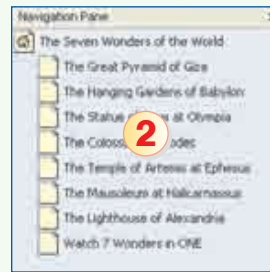 Navigation Pane
The Seven Wonders of the World
The Great Pyramid of Giza
The Hanging Gardens of Babylon
The Statue at Olympia
2
The Coloss
The Temple of Artemis at Ephesus
The Mausoleum at Halicarnassus
The Lighthouse of Alexandria
Watch 7 Wonders in ONE